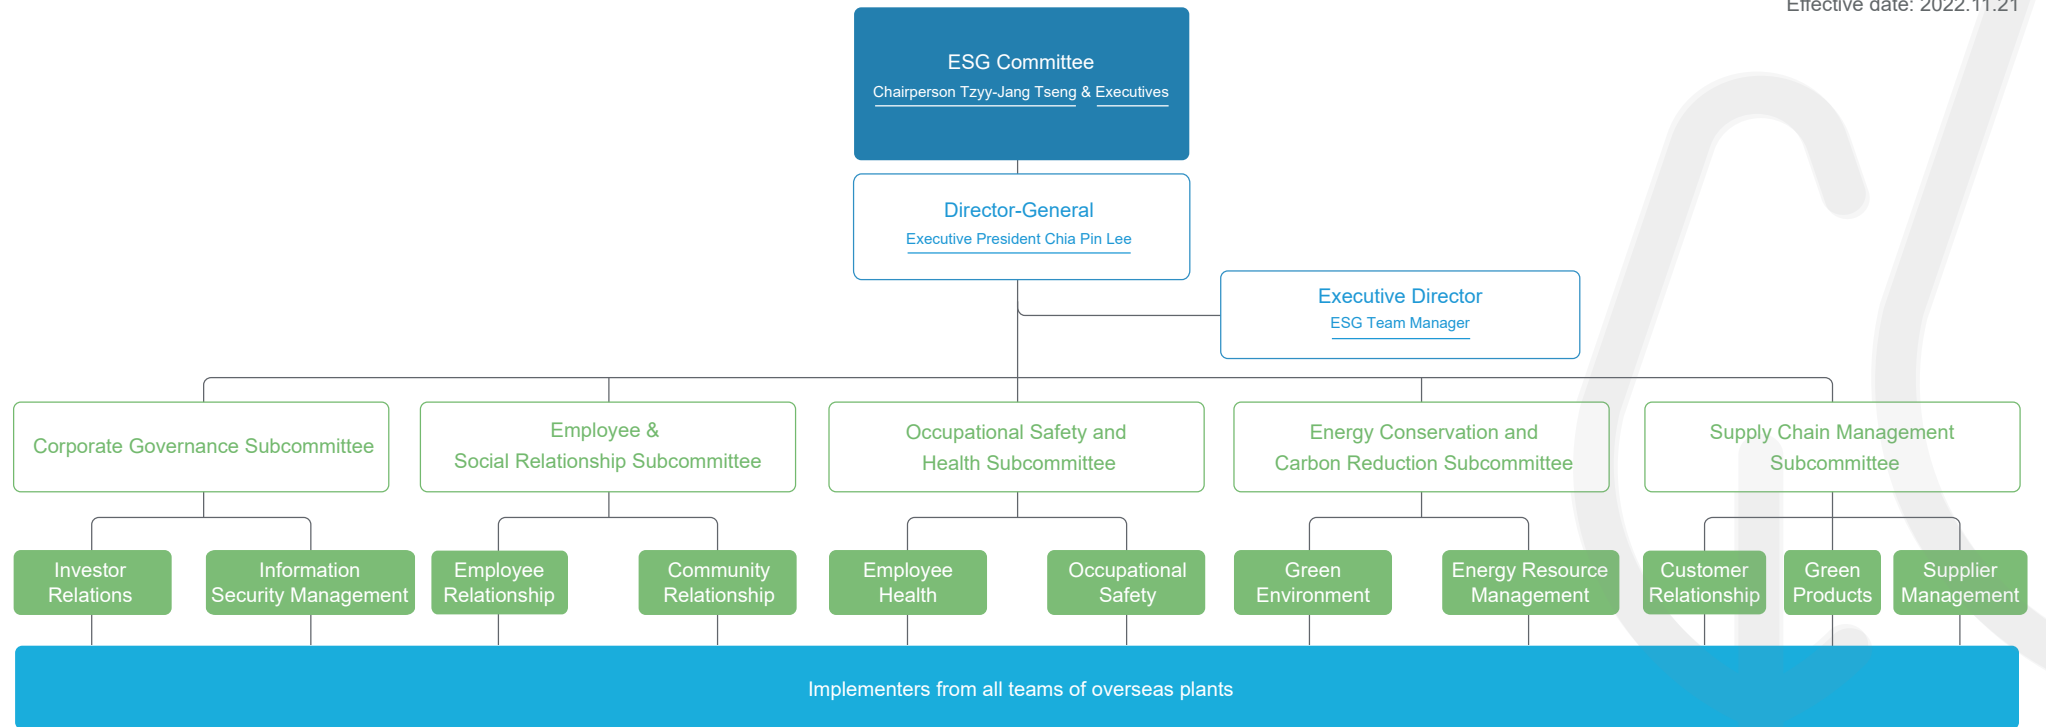 Effective date: 2022.11.21
ESG Committee
Chairperson Tzyy-Jang Tseng & Executives
Director-General
Executive President Chia Pin Lee
Executive Director
ESG Team Manager
Corporate Governance Subcommittee
Employee &
Social Relationship Subcommittee
Occupational Safety and
Health Subcommittee
Energy Conservation and
Carbon Reduction Subcommittee
Supply Chain Management
Subcommittee
Investor
Relations
Information
Security Management
Employee
Relationship
Community
Relationship
Employee
Health
Occupational
Safety
Green
Environment
Energy Resource
Management
Customer
Relationship
Green
Products
Supplier
Management
Implementers from all teams of overseas plants